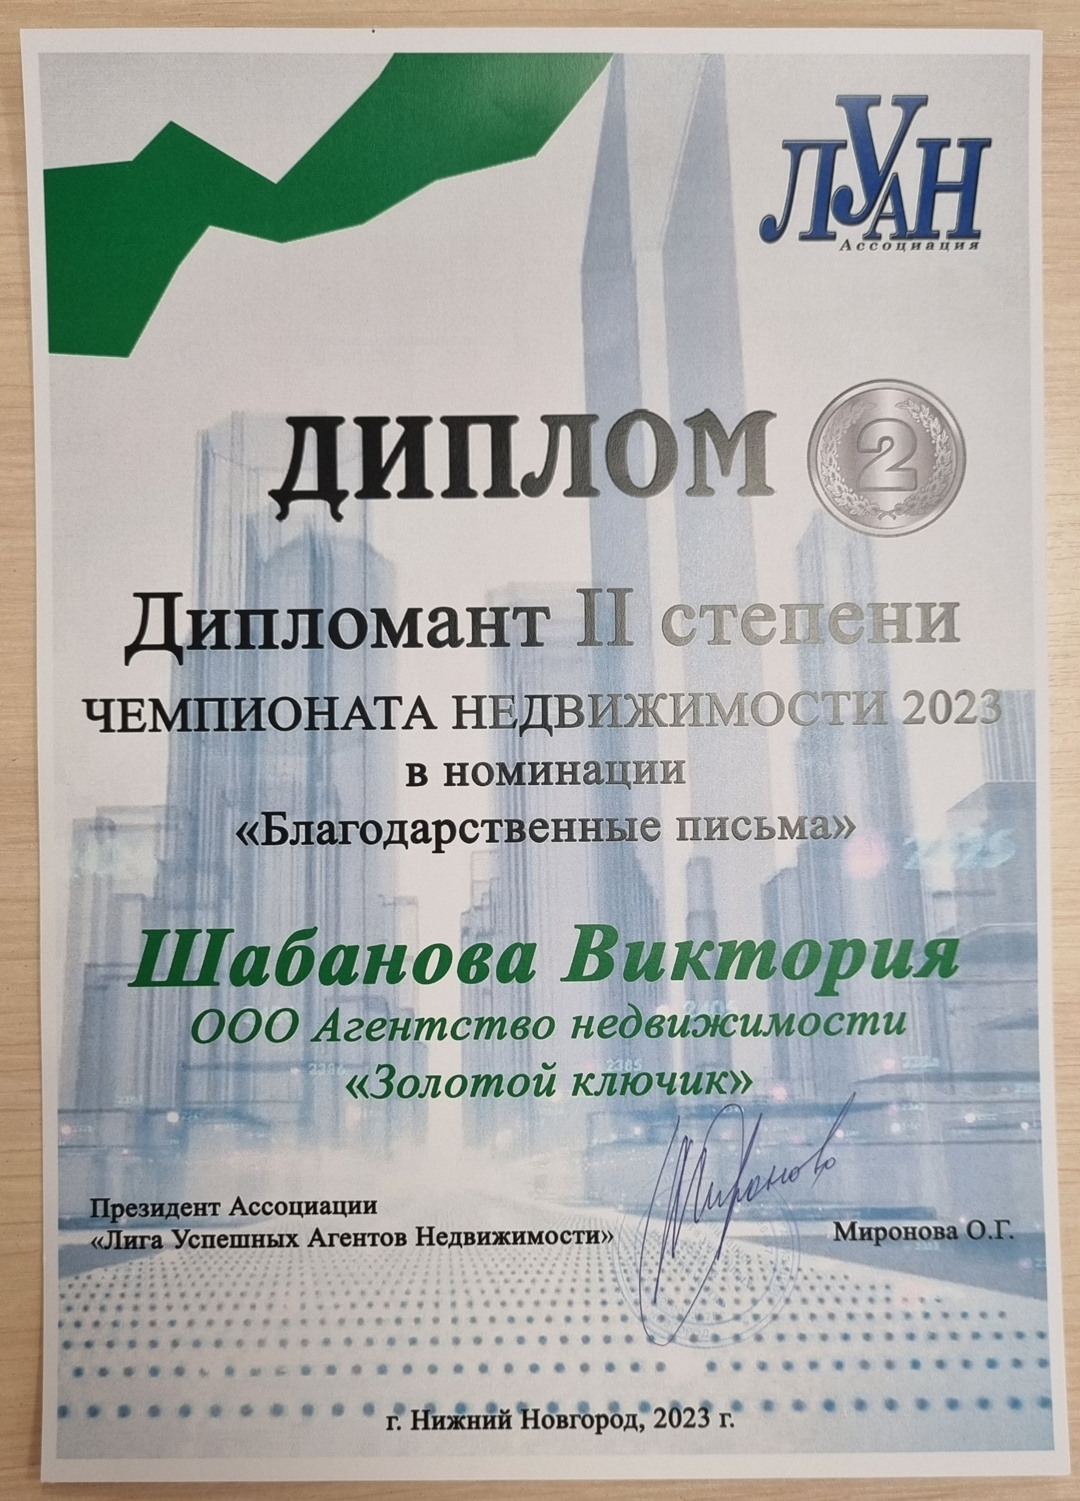 ЛУАН
Ассоциация
ДИПЛОМ
2
Дипломант II степени
ЧЕМПИОНАТА НЕДВИЖИМОСТИ 2023
в номинации
«Благодарственные письма»
Шабанова Виктория
ООО Агентство недвижимости
«Золотой ключик»
Президент Ассоциации
«Лига Успешных Агентов Недвижимости»
Миронова О.Г.
г. Нижний Новгород, 2023 г.